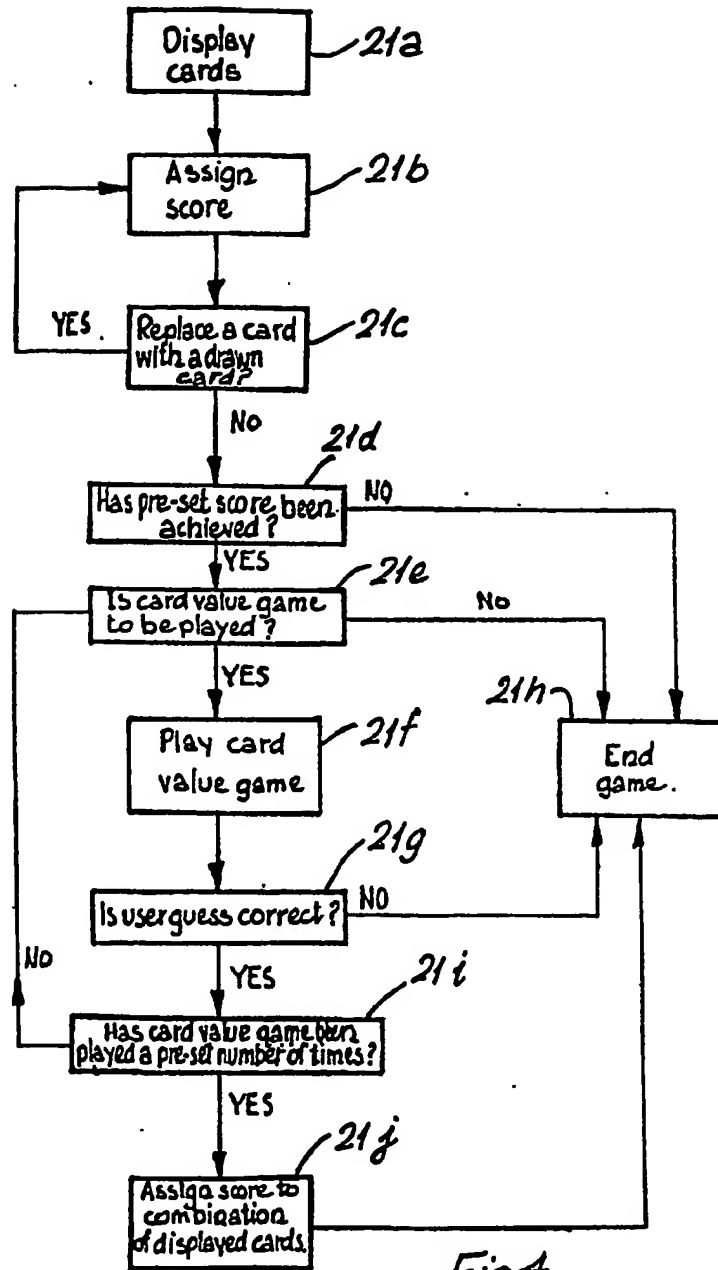 Display
cards
21a
Assign
score
21b
YES
Replace a card
with a drawn
card?
21c
NO
21d
Has pre-set score been
achieved?
NO
YES
21e
Is card value game
to be played?
NO
YES
21f
Play card
value game
21h
End
game.
21g
Is user guess correct?
NO
NO
YES
21i
Has card value game been
played a pre-set number of times?
YES
21j
Assign score to
combination
of displayed cards.